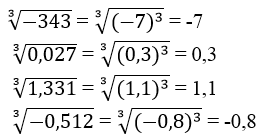 ∛−343 = ∛(−7)³ = -7
∛0,027 = ∛(0,3)³ = 0,3
∛1,331 = ∛(1,1)³ = 1,1
∛−0,512 = ∛(−0,8)³ = -0,8